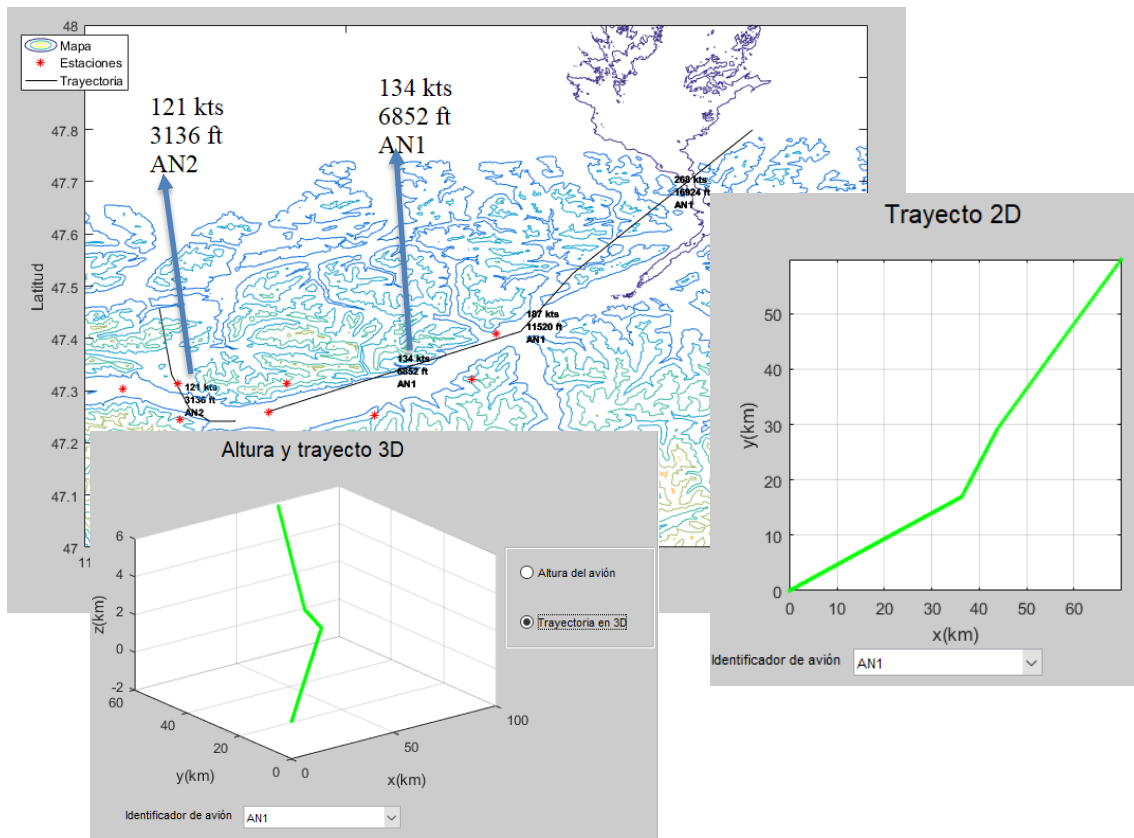 48
47.8
47.7
47.6
47.5
47.4
47.3
47.2
47.1
47
11
Latitud
Mapa
Estaciones
Trayectoria
121 kts
3136 ft
AN2
134 kts
6852 ft
AN1
268 kts
16924 ft
AN1
187 kts
11520 ft
AN1
134 kts
6852 ft
AN1
121 kts
3136 ft
AN2
Trayecto 2D
50
40
30
20
10
0
y(km)
0 10 20 30 40 50 60
x(km)
Identificador de avión
AN1
Altura y trayecto 3D
6
4
2
0
-2
z(km)
60
40
20
0
y(km)
0
50
100
x(km)
Altura del avión
Trayectoria en 3D
Identificador de avión
AN1